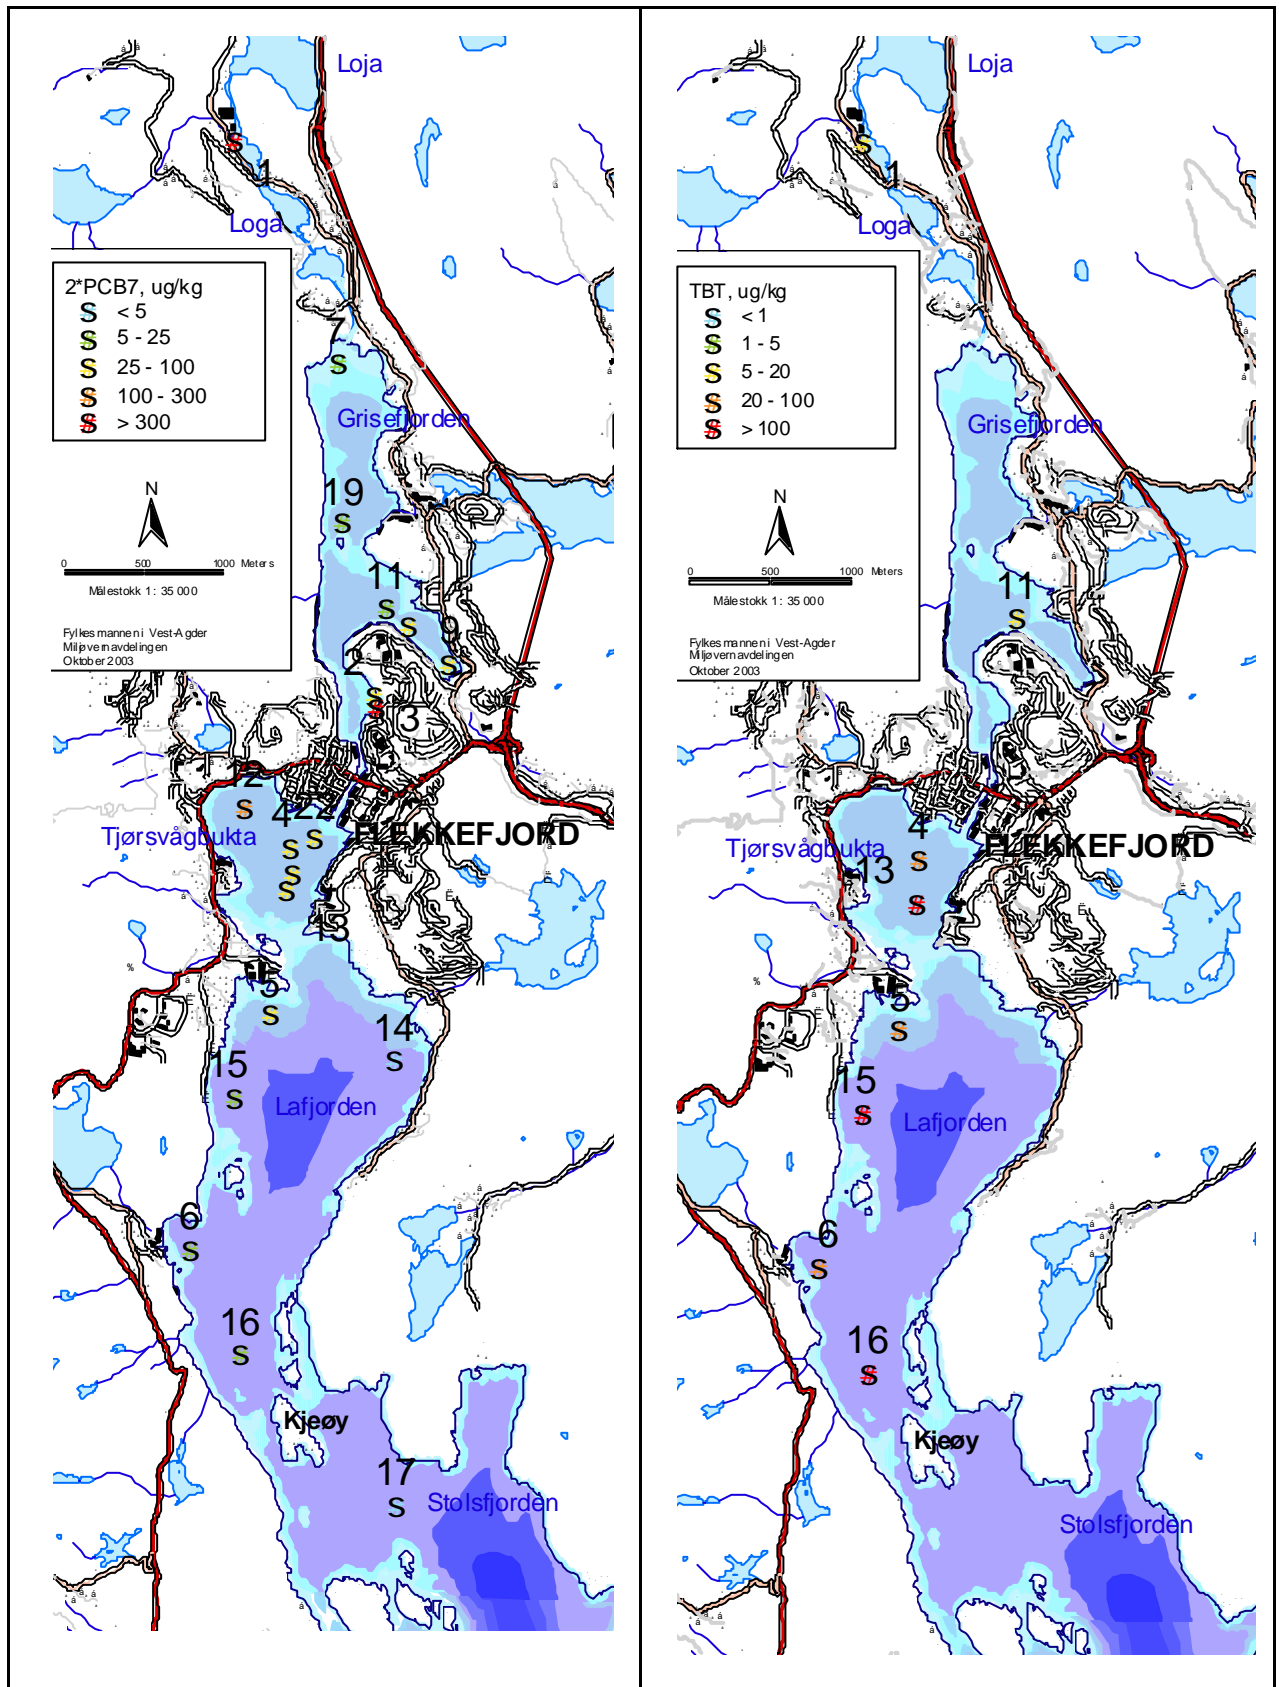 Loja
1
Loga
2*PCB7, ug/kg
S < 5
S 5 - 25
S 25 - 100
S 100 - 300
S > 300
7
Grisefjorden
N
0 500 1000 Meters
Målestokk 1: 35 000
Fylkesmannen i Vest-Agder
Miljøvernavdelingen
Oktober 2003
19
11
9
2
3
12
4
22
Tjørsvågbukta
FLEKKEFJORD
13
5
14
15
Lafjorden
6
16
Kjeøy
17
Stolsfjorden
Loja
1
Loga
TBT, ug/kg
S < 1
S 1 - 5
S 5 - 20
S 20 - 100
S > 100
Grisefjorden
N
0 500 1000 Meters
Målestokk 1: 35 000
Fylkesmannen i Vest-Agder
Miljøvernavdelingen
Oktober 2003
11
4
Tjørsvågbukta
FLEKKEFJORD
13
5
15
Lafjorden
6
16
Kjeøy
Stolsfjorden